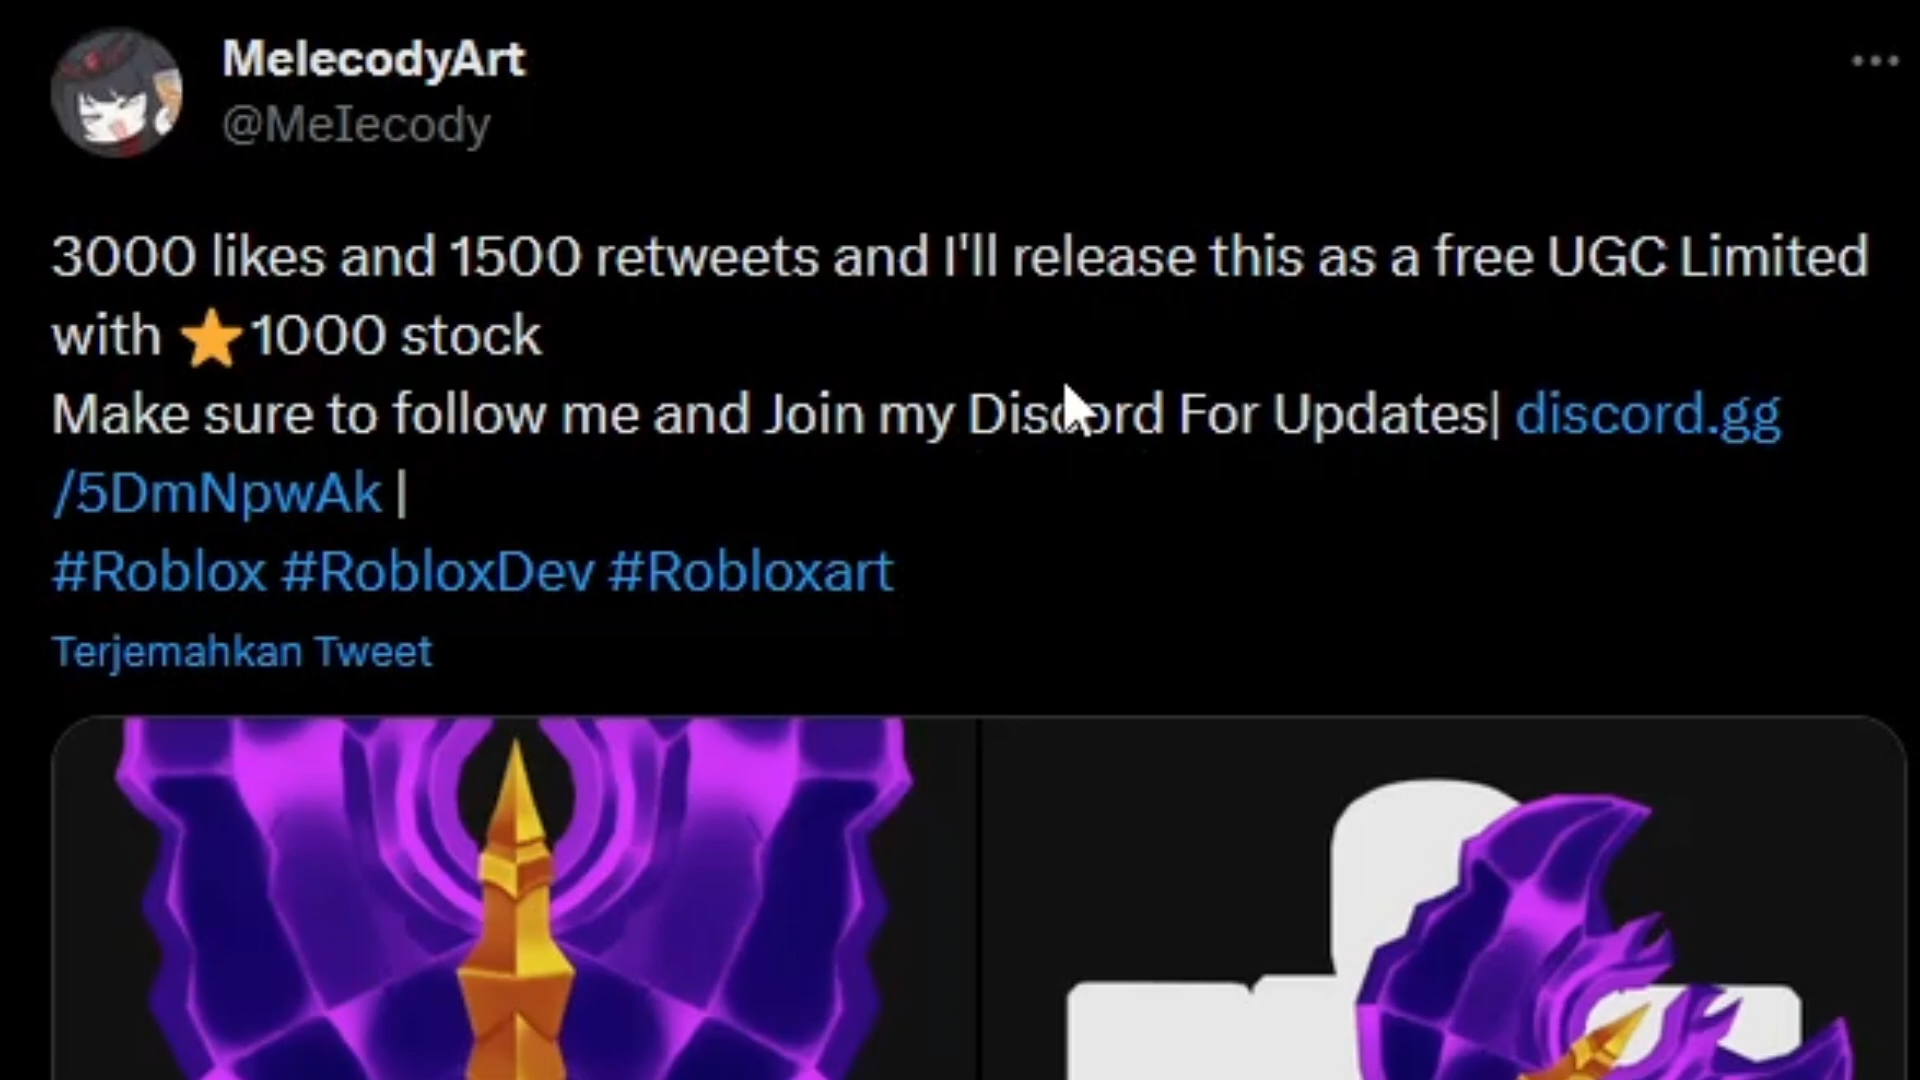 MelecodyArt
@MeIecody
3000 likes and 1500 retweets and I'll release this as a free UGC Limited
with ⭐1000 stock
Make sure to follow me and Join my Discord For Updates| discord.gg
/5DmNpwAk |
#Roblox #RobloxDev #Robloxart
Terjemahkan Tweet